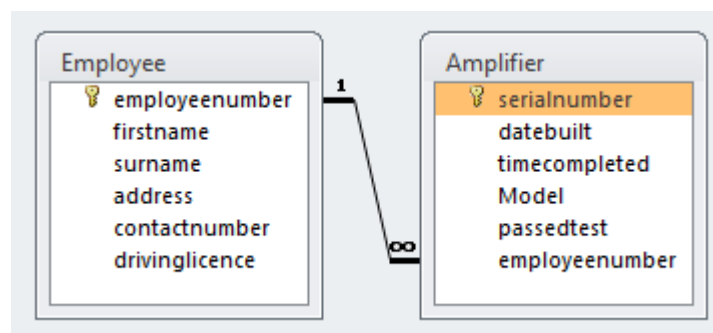 Employee
employeenumber
firstname
surname
address
contactnumber
drivinglicence
1
∞
Amplifier
serialnumber
datebuilt
timecompleted
Model
passedtest
employeenumber